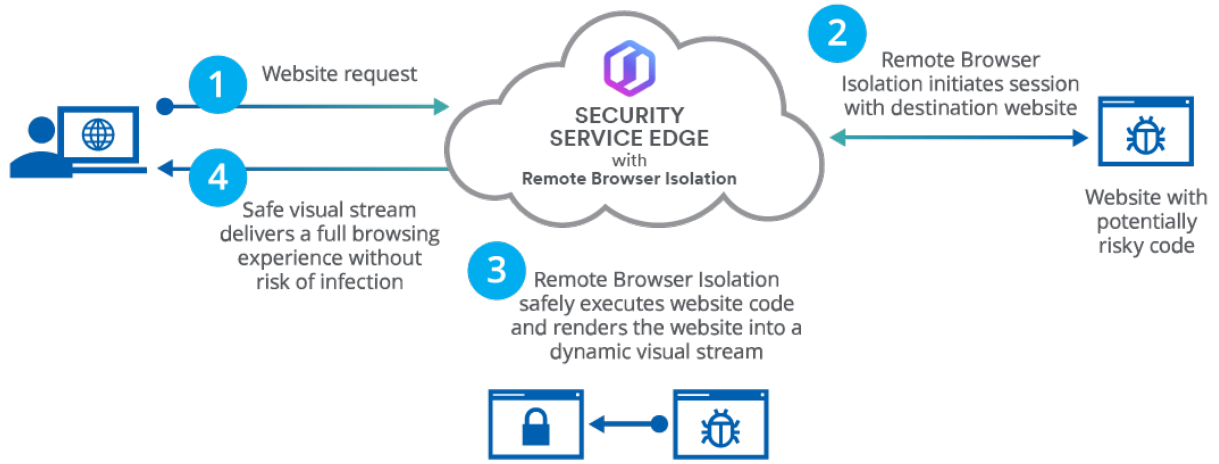 1
Website request
SECURITY
SERVICE EDGE
with
Remote Browser Isolation
2
Remote Browser
Isolation initiates session
with destination website
Website with
potentially
risky code
4
Safe visual stream
delivers a full browsing
experience without
risk of infection
3
Remote Browser Isolation
safely executes website code
and renders the website into a
dynamic visual stream